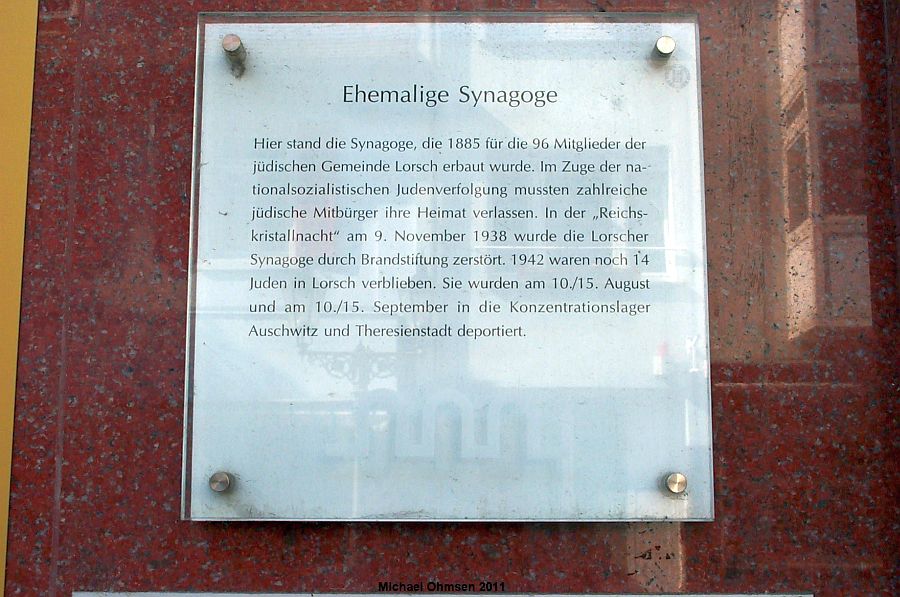 Ehemalige Synagoge
Hier stand die Synagoge, die 1885 für die 96 Mitglieder der
jüdischen Gemeinde Lorsch erbaut wurde. Im Zuge der na-
tionalsozialistischen Judenverfolgung mussten zahlreiche
jüdische Mitbürger ihre Heimat verlassen. In der „Reichs-
kristallnacht“ am 9. November 1938 wurde die Lorscher
Synagoge durch Brandstiftung zerstört. 1942 waren noch 14
Juden in Lorsch verblieben. Sie wurden am 10./15. August
und am 10./15. September in die Konzentrationslager
Auschwitz und Theresienstadt deportiert.
Michael Ohmsen 2011